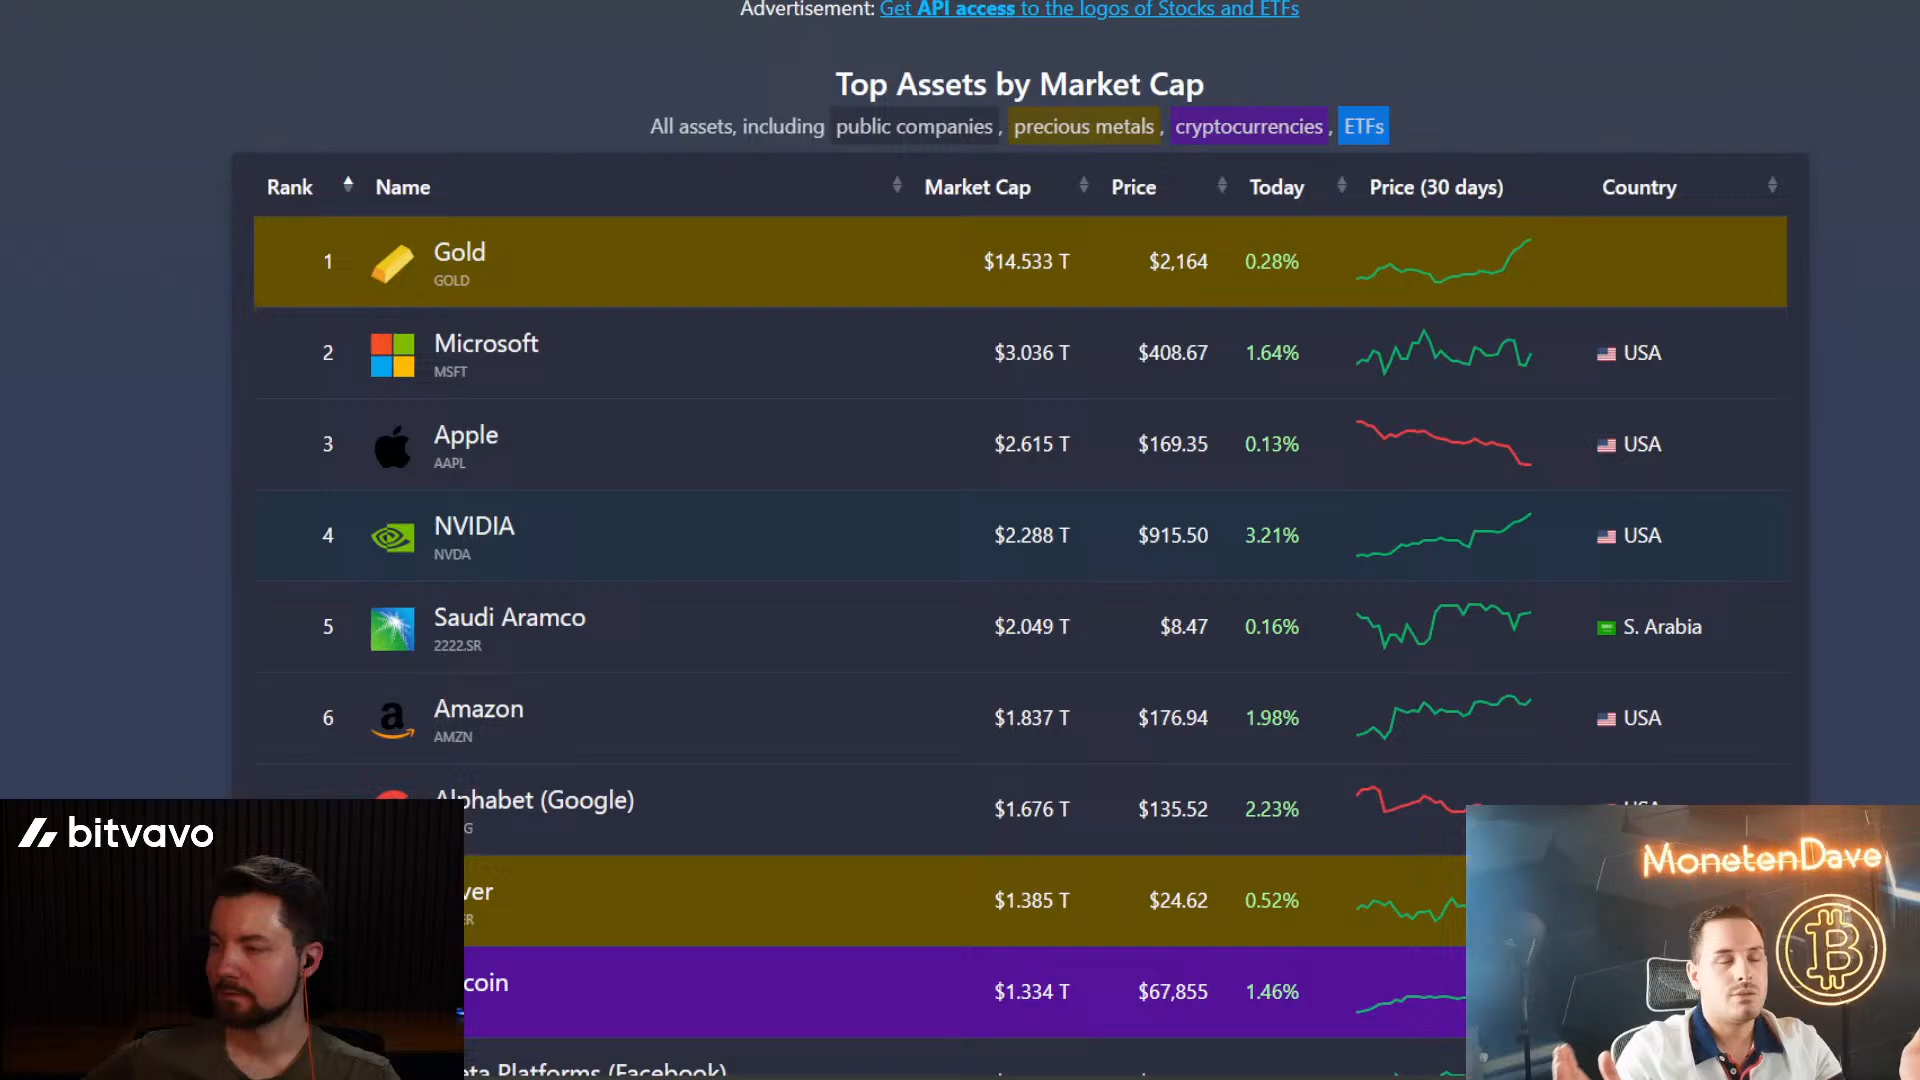 Advertisement: Get API access to the logos of Stocks and ETFs
Top Assets by Market Cap
All assets, including public companies , precious metals , cryptocurrencies , ETFs
Rank Name Market Cap Price Today Price (30 days) Country
1 Gold $14.533 T $2,164 0.28%
GOLD
2 Microsoft $3.036 T $408.67 1.64% USA
MSFT
3 Apple $2.615 T $169.35 0.13% USA
AAPL
4 NVIDIA $2.288 T $915.50 3.21% USA
NVDA
5 Saudi Aramco $2.049 T $8.47 0.16% S. Arabia
2222.SR
6 Amazon $1.837 T $176.94 1.98% USA
AMZN
Alphabet (Google) $1.676 T $135.52 2.23%
G
ver $1.385 T $24.62 0.52%
ER
coin $1.334 T $67,855 1.46%
eta Platforms (Facebook)
bitvavo
MonetenDave